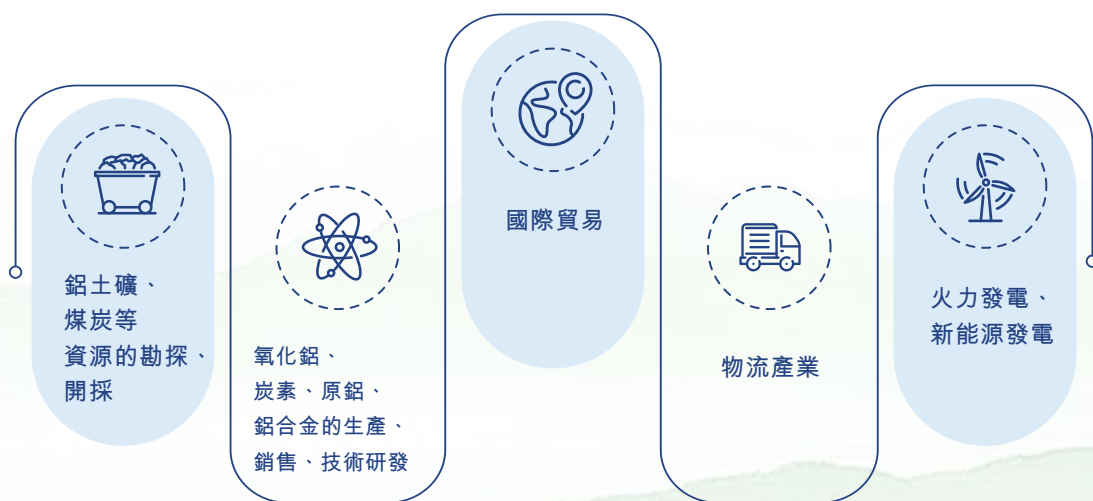 鋁土礦、
煤炭等
資源的勘探、
開採
氧化鋁、
炭素、原鋁、
鋁合金的生產、
銷售、技術研發
國際貿易
物流產業
火力發電、
新能源發電